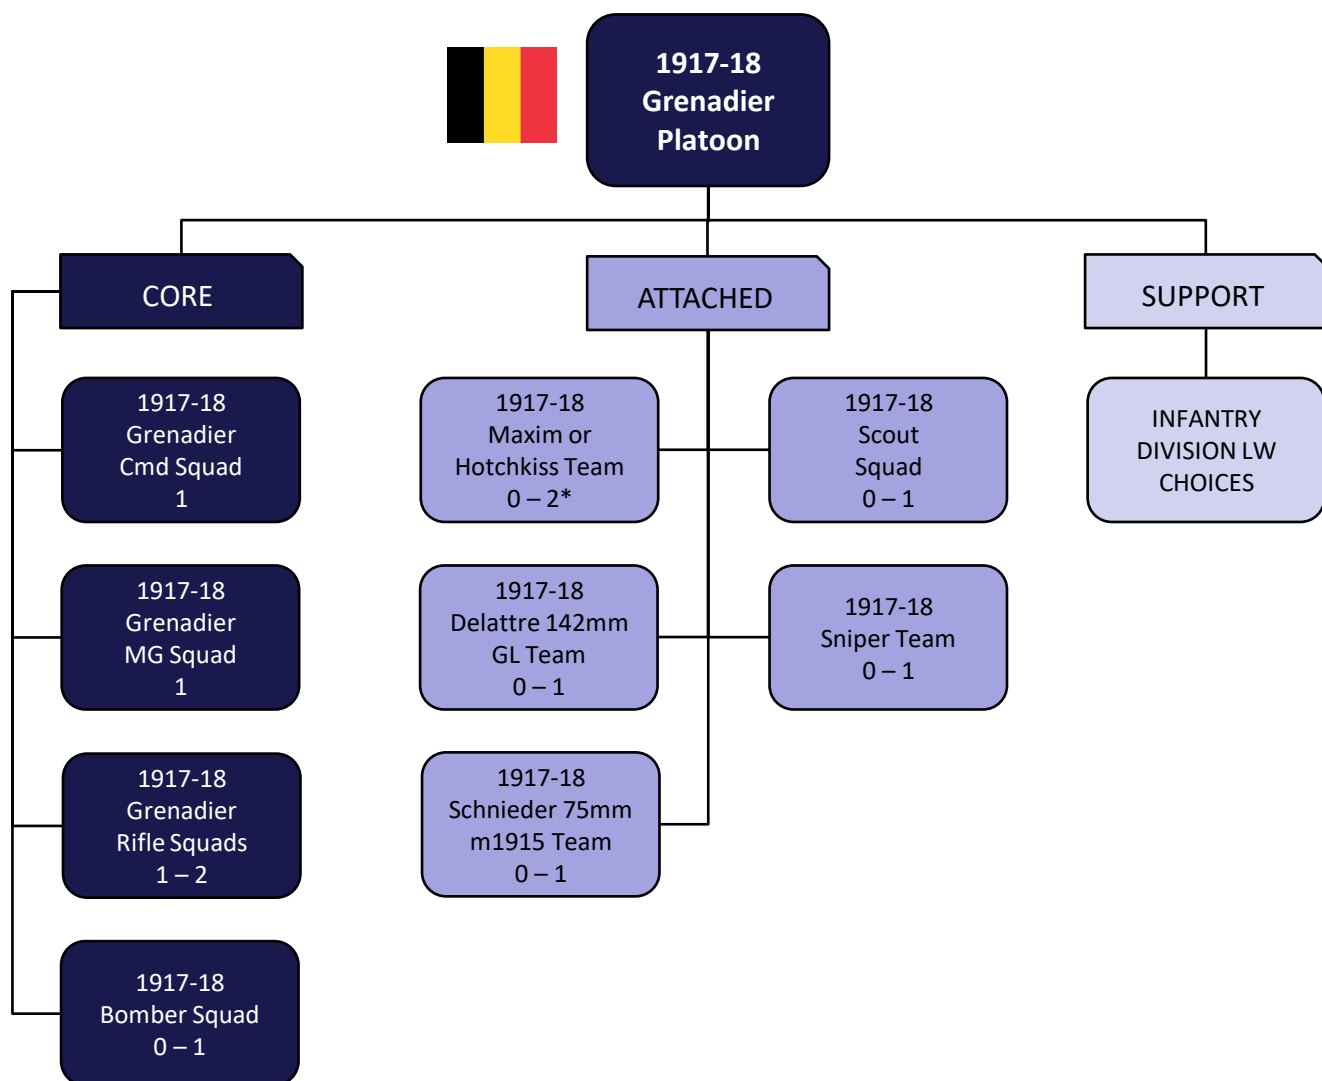 1917-18
Grenadier
Platoon
CORE
ATTACHED
SUPPORT
1917-18
Grenadier
Cmd Squad
1
1917-18
Grenadier
MG Squad
1
1917-18
Grenadier
Rifle Squads
1 – 2
1917-18
Bomber Squad
0 – 1
1917-18
Maxim or
Hotchkiss Team
0 – 2*
1917-18
Delattre 142mm
GL Team
0 – 1
1917-18
Schnieder 75mm
m1915 Team
0 – 1
1917-18
Scout
Squad
0 – 1
1917-18
Sniper Team
0 – 1
INFANTRY
DIVISION LW
CHOICES